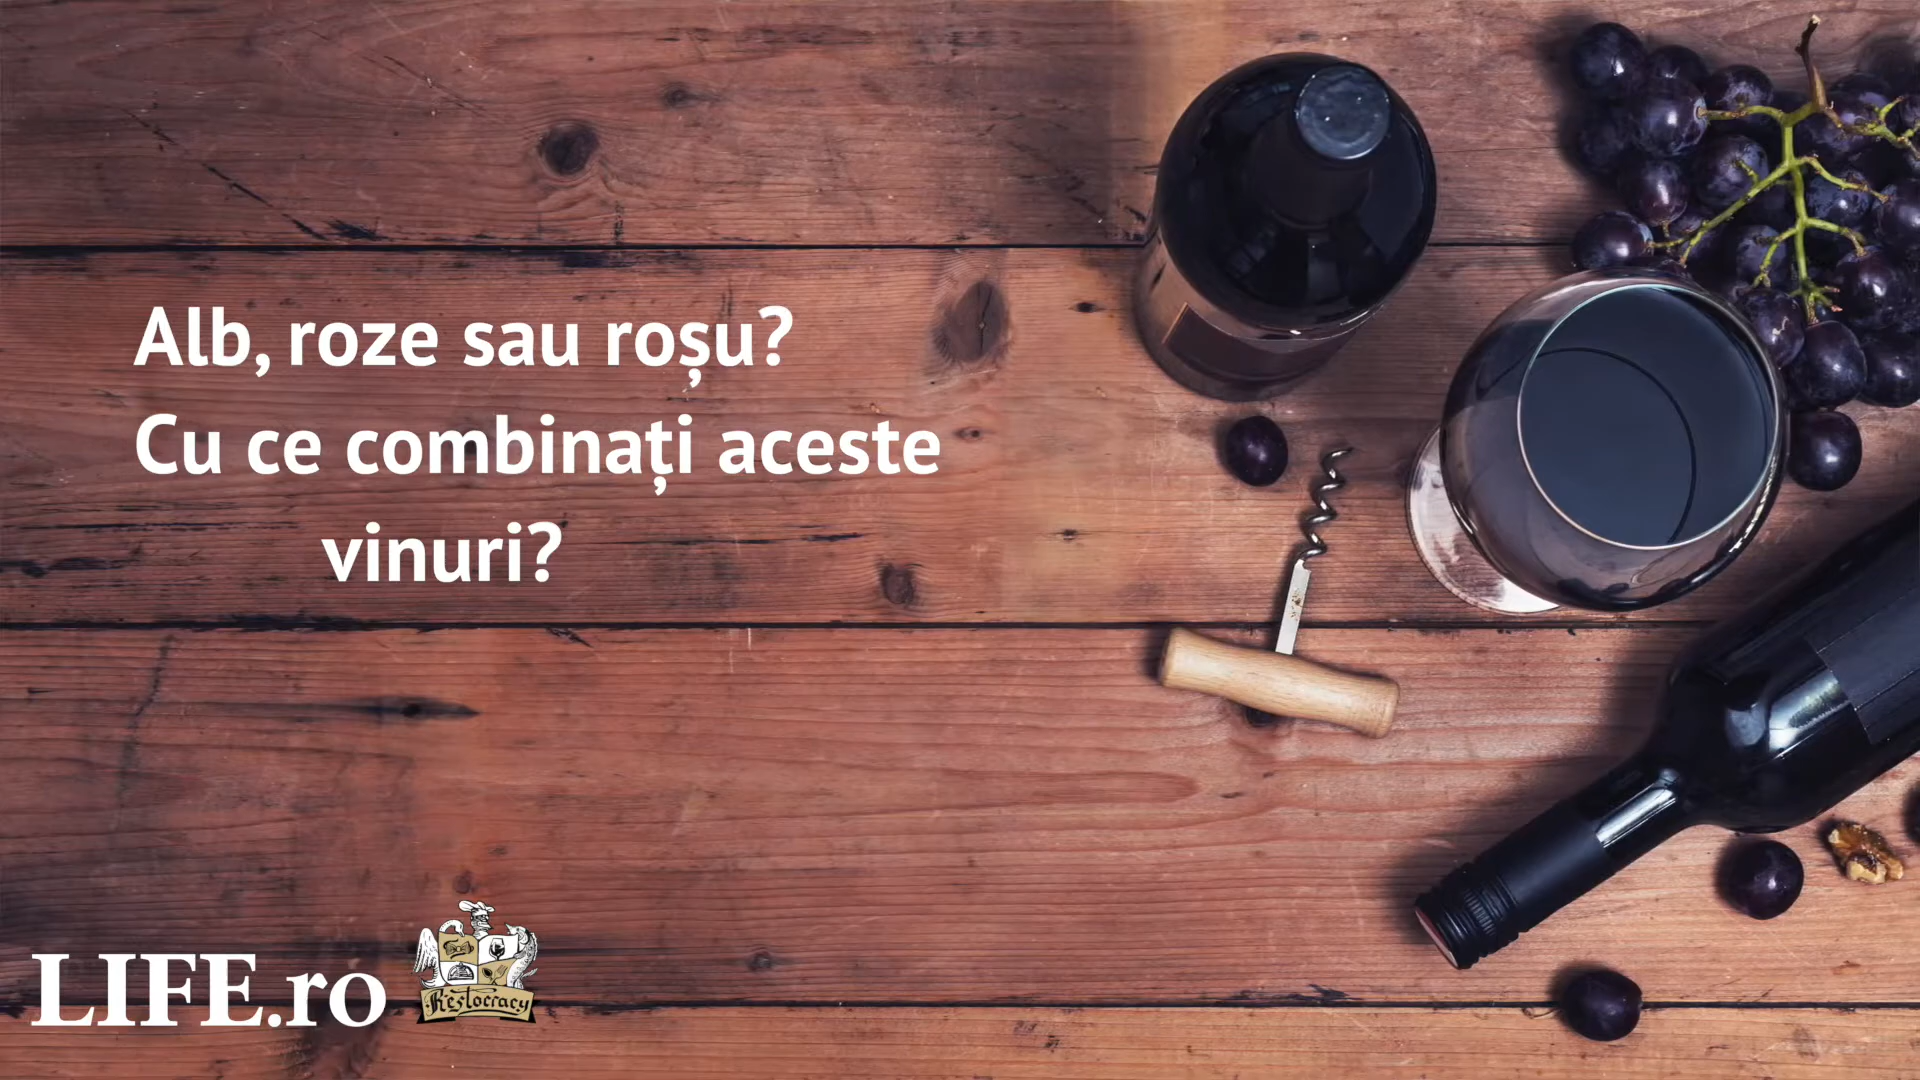 Alb, roze sau roșu?
Cu ce combinați aceste
vinuri?
LIFE.ro
Restocracy